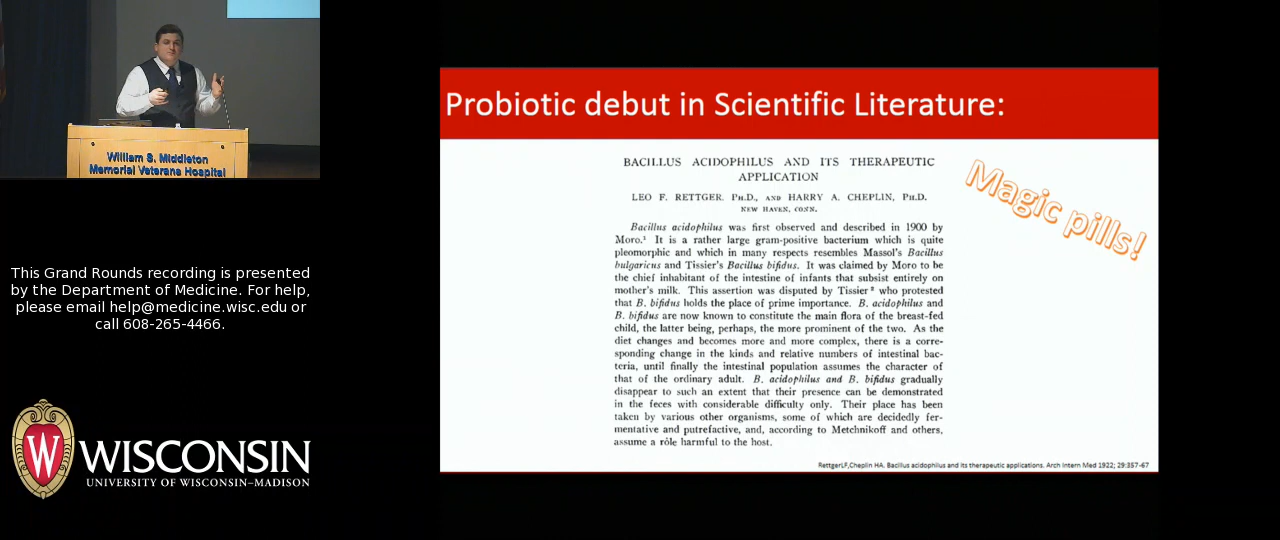 William S. Middleton
Memorial Veterans Hospital
This Grand Rounds recording is presented
by the Department of Medicine. For help,
please email help@medicine.wisc.edu or
call 608-265-4466.
W
WISCONSIN
UNIVERSITY OF WISCONSIN–MADISON
Probiotic debut in Scientific Literature:
Magic pills!
BACILLUS ACIDOPHILUS AND ITS THERAPEUTIC
APPLICATION
LEO F. RETTGER, PH.D., AND HARRY A. CHEPLIN, PH.D.
NEW HAVEN, CONN.
Bacillus acidophilus was first observed and described in 1900 by
Moro.¹ It is a rather large gram-positive bacterium which is quite
pleomorphic and which in many respects resembles Massol's Bacillus
bulgaricus and Tissier's Bacillus bifidus. It was claimed by Moro to be
the chief inhabitant of the intestine of infants that subsist entirely on
mother's milk. This assertion was disputed by Tissier ² who protested
that B. bifidus holds the place of prime importance. B. acidophilus and
B. bifidus are now known to constitute the main flora of the breast-fed
child, the latter being, perhaps, the more prominent of the two. As the
diet changes and becomes more and more complex, there is a corre-
sponding change in the kinds and relative numbers of intestinal bac-
teria, until finally the intestinal population assumes the character of
that of the ordinary adult. B. acidophilus and B. bifidus gradually
disappear to such an extent that their presence can be demonstrated
in the feces with considerable difficulty only. Their place has been
taken by various other organisms, some of which are decidedly fer-
mentative and putrefactive, and, according to Metchnikoff and others,
assume a rôle harmful to the host.
RettgerLF,Cheplin HA. Bacillus acidophilus and its therapeutic applications. Arch Intern Med 1922; 29:357-67